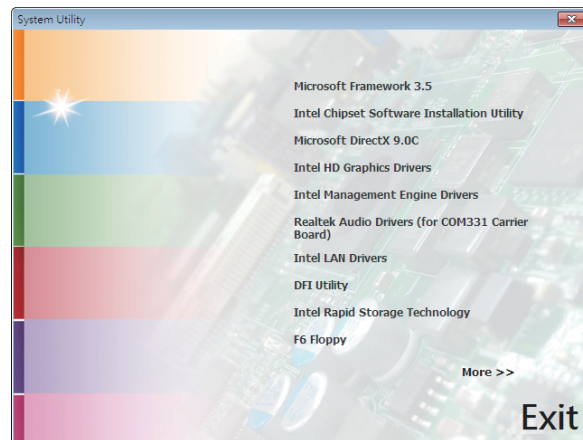 System Utility
Microsoft Framework 3.5
Intel Chipset Software Installation Utility
Microsoft DirectX 9.0C
Intel HD Graphics Drivers
Intel Management Engine Drivers
Realtek Audio Drivers (for COM331 Carrier
Board)
Intel LAN Drivers
DFI Utility
Intel Rapid Storage Technology
F6 Floppy
More >>
Exit